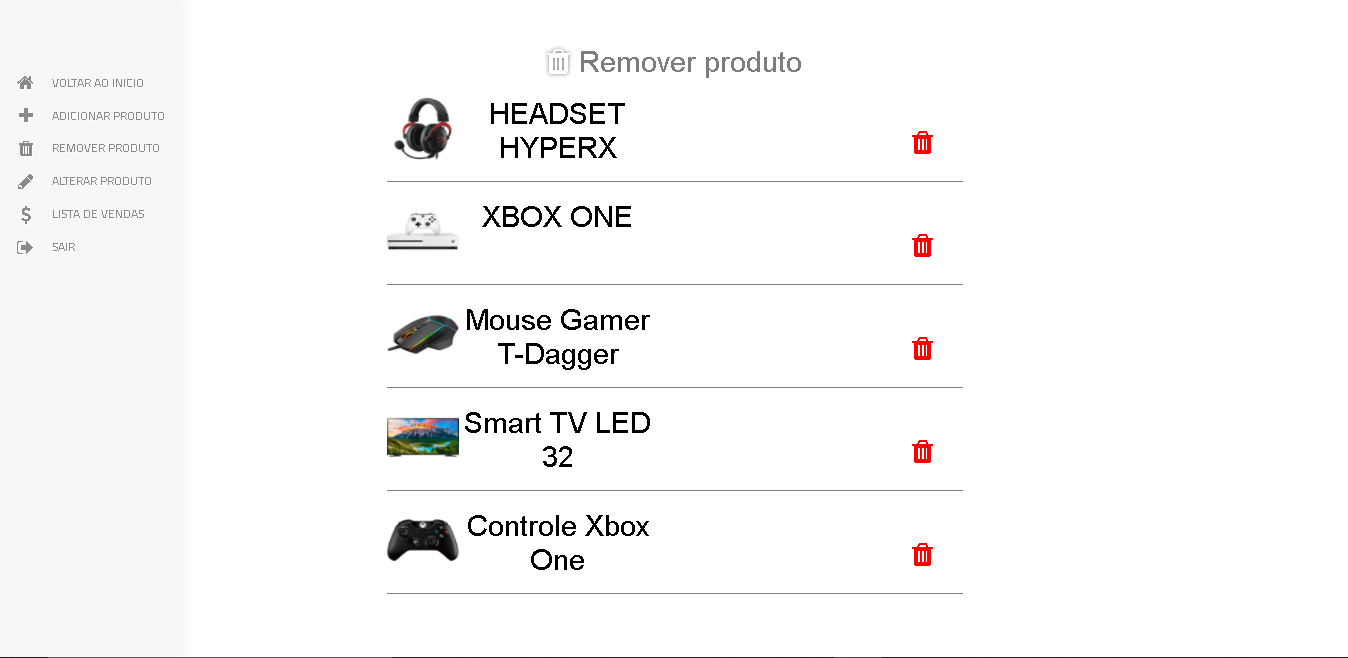 Remover produto
VOLTAR AO INICIO
ADICIONAR PRODUTO
REMOVER PRODUTO
ALTERAR PRODUTO
LISTA DE VENDAS
SAIR
HEADSET
HYPERX
XBOX ONE
Mouse Gamer
T-Dagger
Smart TV LED
32
Controle Xbox
One